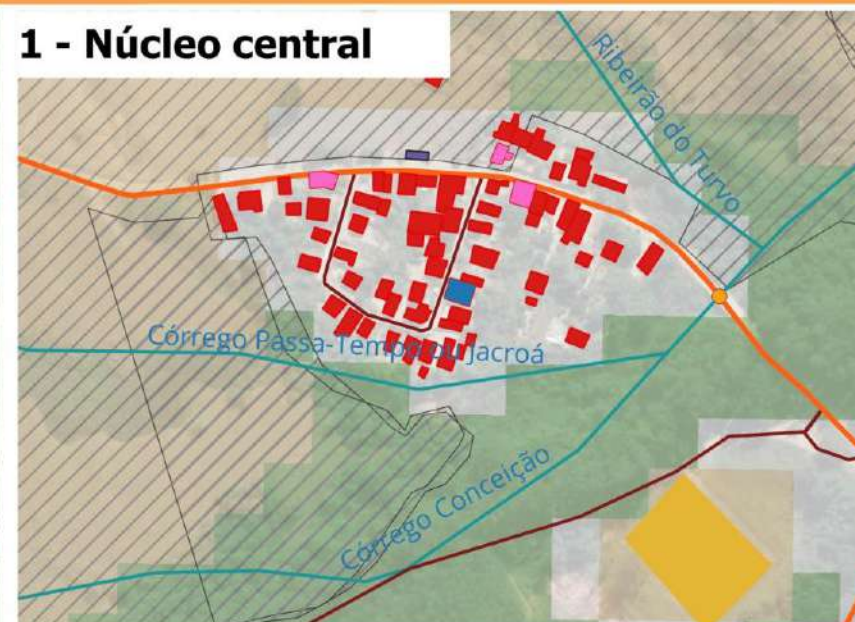 1 - Núcleo central
Ribeirão do Turvo
Córrego Passa-Tempo ou Jacroá
Córrego Conceição